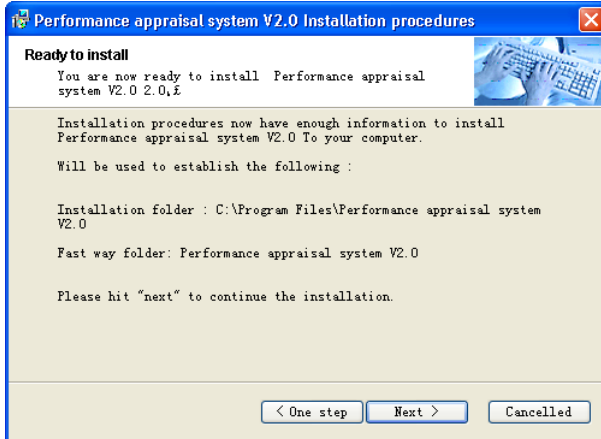 Performance appraisal system V2.0 Installation procedures
Ready to install
You are now ready to install Performance appraisal
system V2.0 2.0¡£
Installation procedures now have enough information to install
Performance appraisal system V2.0 To your computer.
Will be used to establish the following :
Installation folder : C:\Program Files\Performance appraisal system
V2.0
Fast way folder: Performance appraisal system V2.0
Please hit "next" to continue the installation.
< One step
Next >
Cancelled